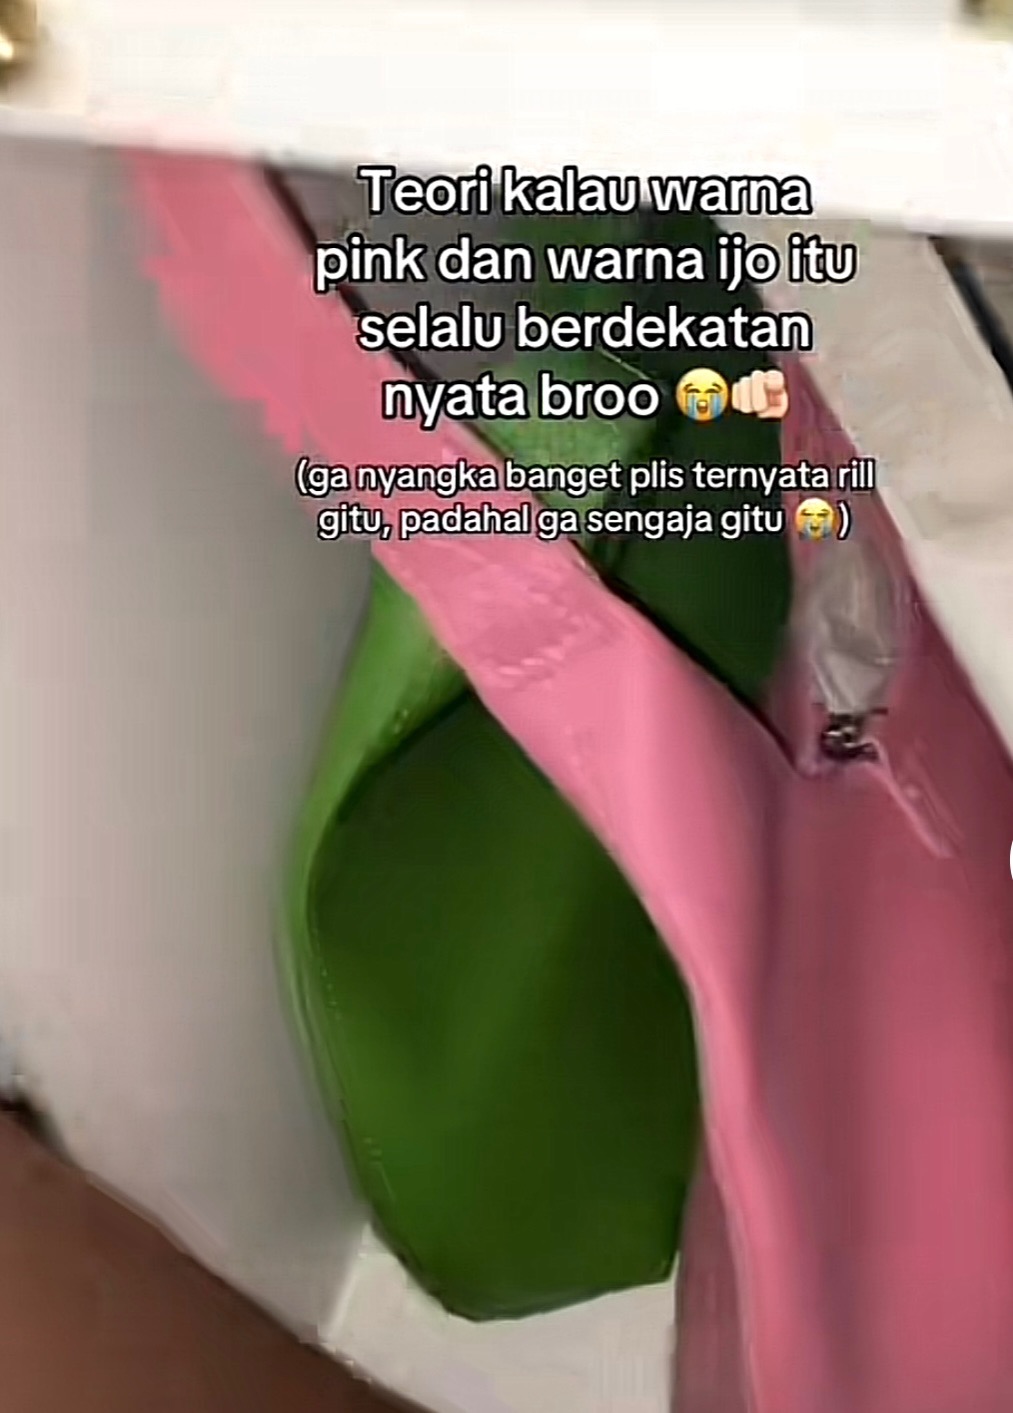 Teori kalau warna
pink dan warna ijo itu
selalu berdekatan
nyata broo 😭🫵🏻
(ga nyangka banget plis ternyata rill
gitu, padahal ga sengaja gitu 😭)